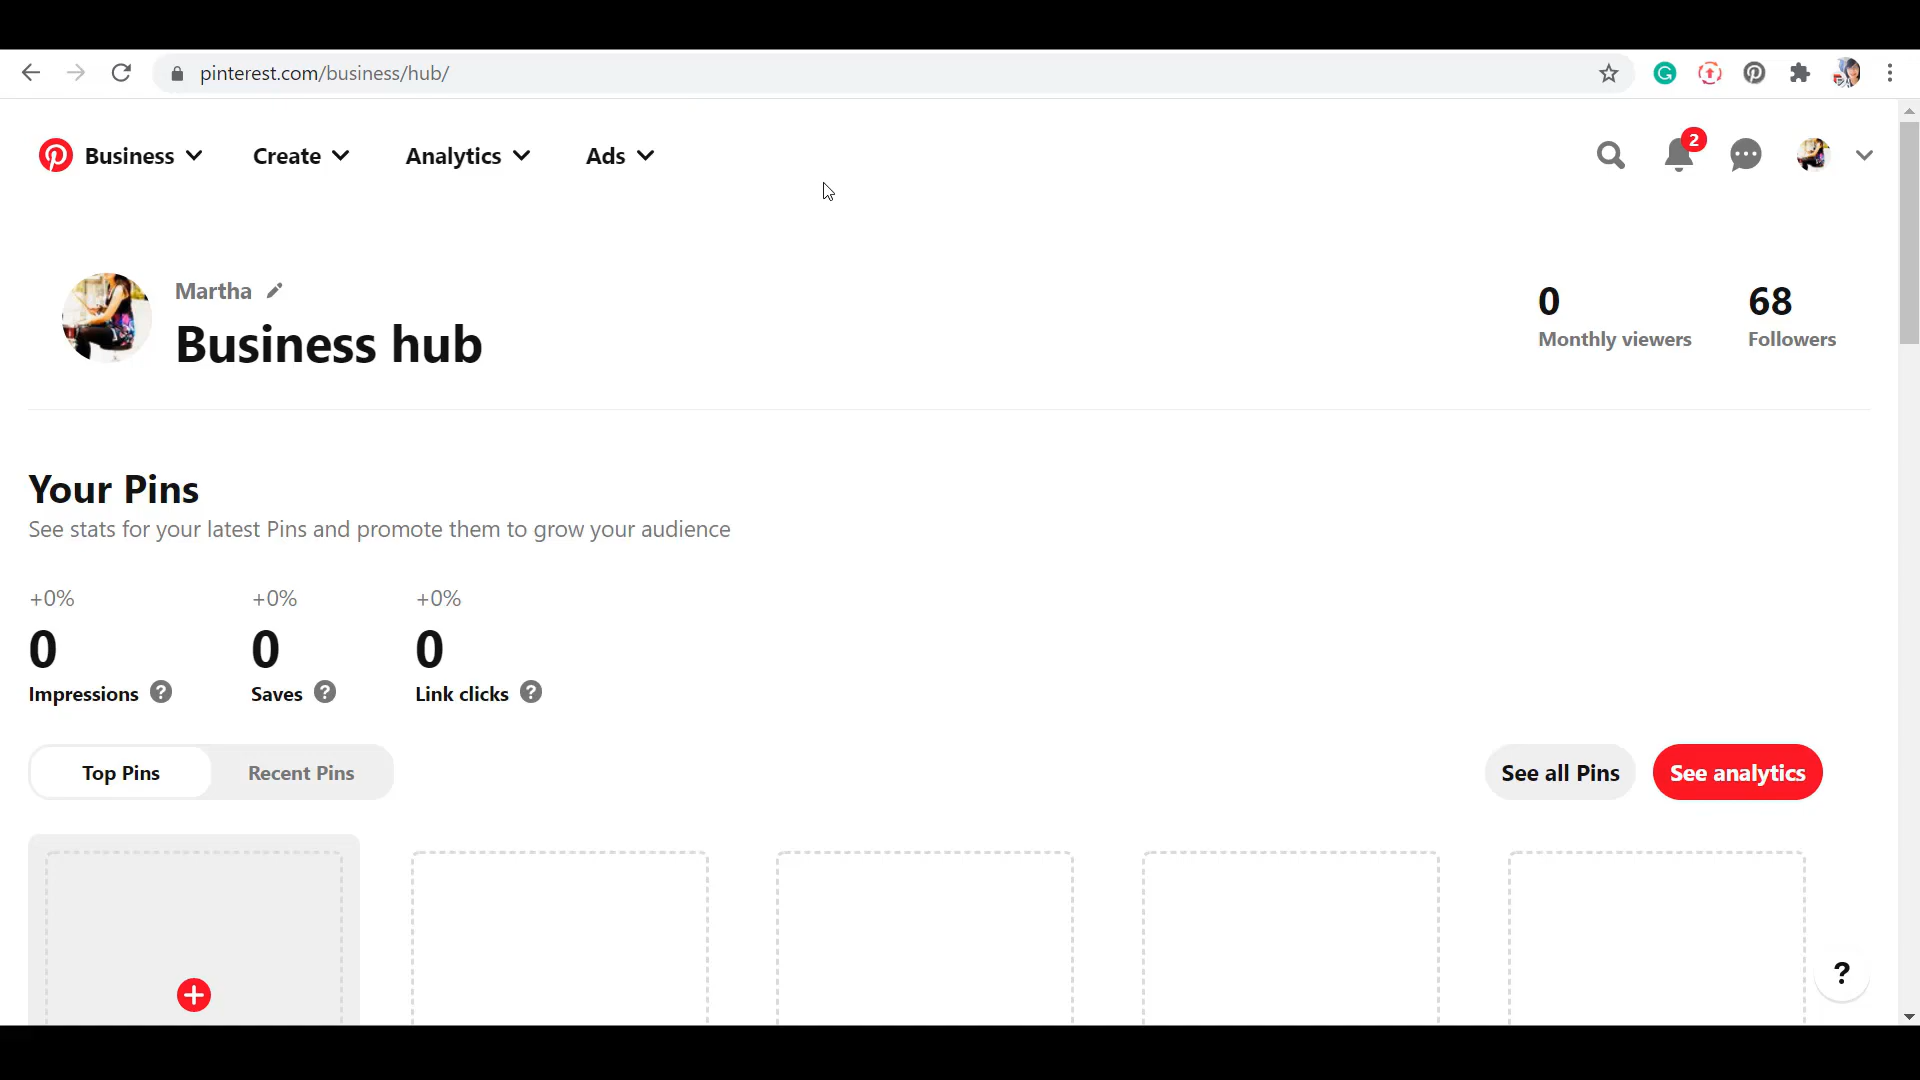 pinterest.com/business/hub/
Business Create Analytics Ads 2
Martha
Business hub
0 68
Monthly viewers Followers
Your Pins
See stats for your latest Pins and promote them to grow your audience
+0% +0% +0%
0 0 0
Impressions ? Saves ? Link clicks ?
Top Pins Recent Pins See all Pins See analytics
?